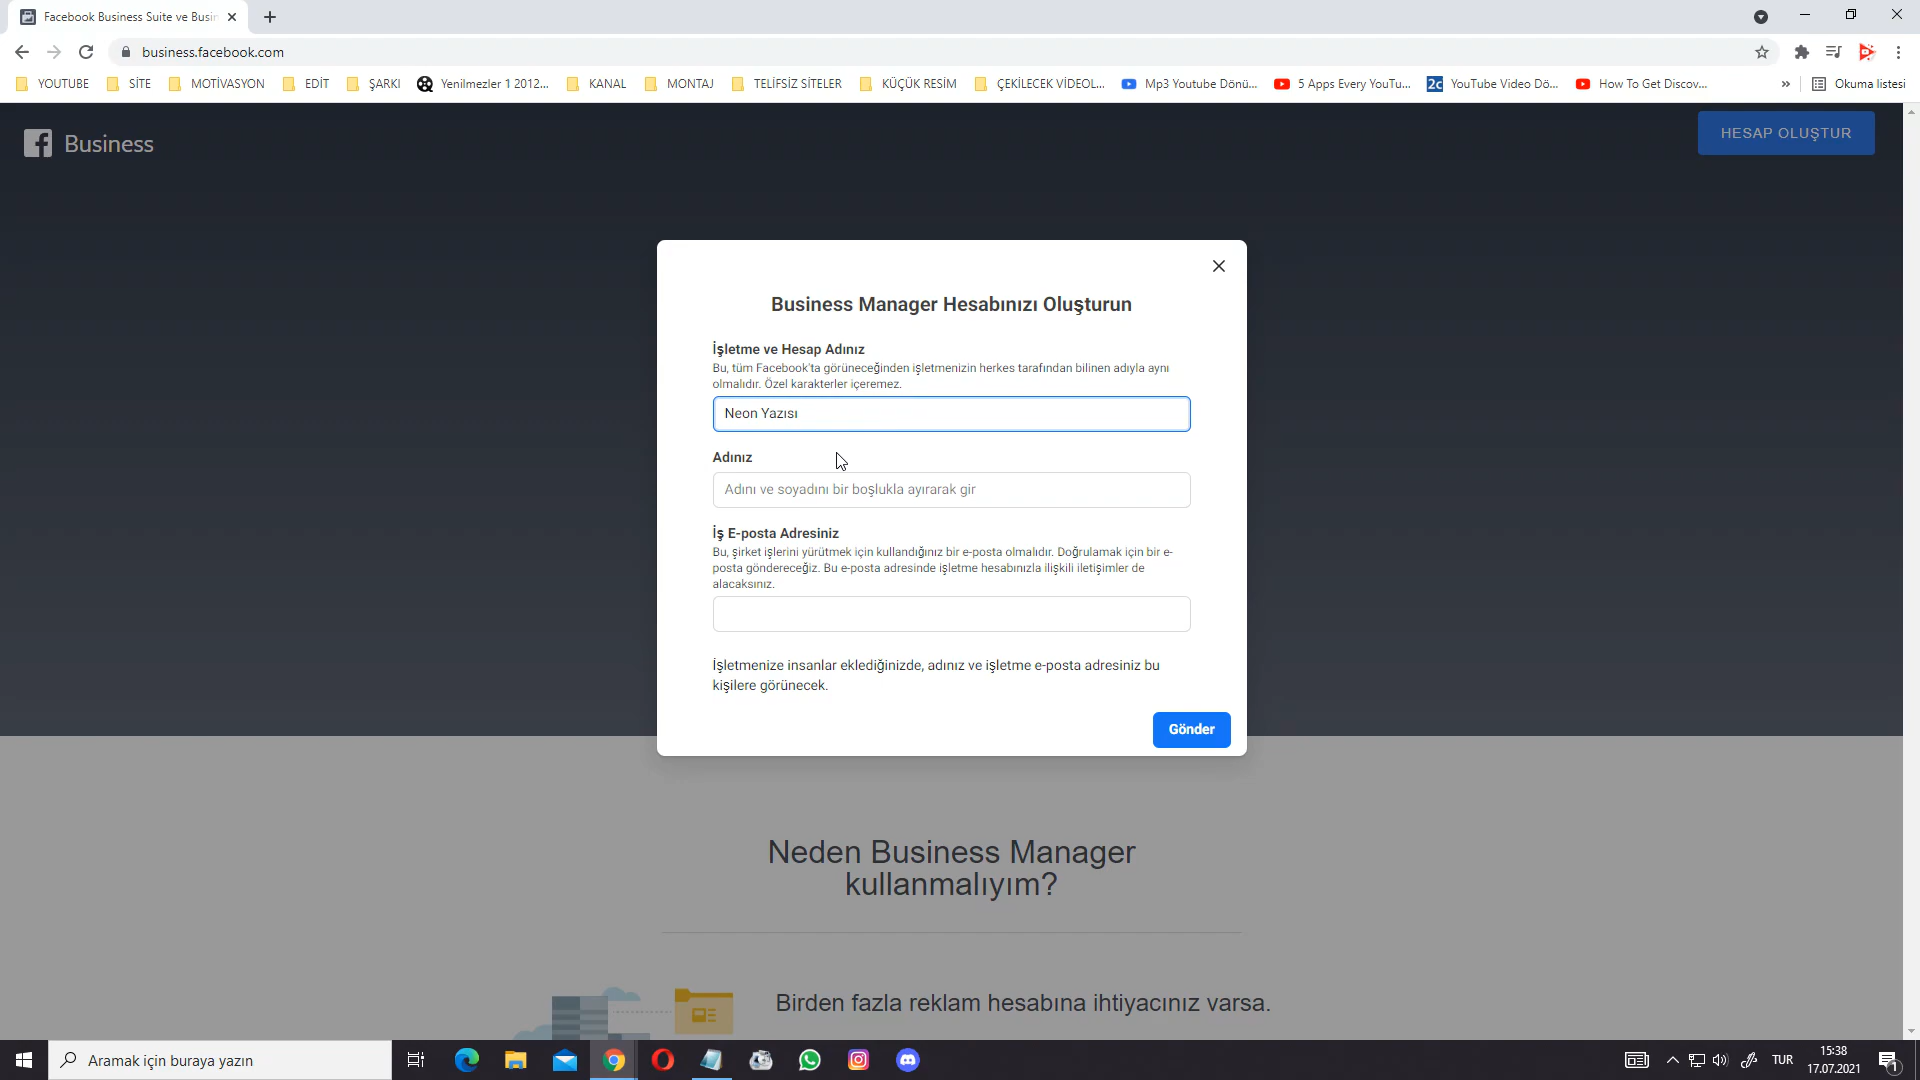 Facebook Business Suite ve Busin
business.facebook.com
YOUTUBE SİTE MOTİVASYON EDİT ŞARKI Yenilmezler 1 2012... KANAL MONTAJ TELİFSİZ SİTELER KÜÇÜK RESİM ÇEKİLECEK VİDEOL... Mp3 Youtube Dönü... 5 Apps Every YouTu... 2c YouTube Video Dö... How To Get Discov... » Okuma listesi
Business
HESAP OLUŞTUR
Business Manager Hesabınızı Oluşturun
İşletme ve Hesap Adınız
Bu, tüm Facebook'ta görüneceğinden işletmenizin herkes tarafından bilinen adıyla aynı
olmalıdır. Özel karakterler içeremez.
Neon Yazısı
Adınız
Adını ve soyadını bir boşlukla ayırarak gir
İş E-posta Adresiniz
Bu, şirket işlerini yürütmek için kullandığınız bir e-posta olmalıdır. Doğrulamak için bir e-
posta göndereceğiz. Bu e-posta adresinde işletme hesabınızla ilişkili iletişimler de
alacaksınız.
İşletmenize insanlar eklediğinizde, adınız ve işletme e-posta adresiniz bu
kişilere görünecek.
Gönder
Neden Business Manager
kullanmalıyım?
Birden fazla reklam hesabına ihtiyacınız varsa.
Aramak için buraya yazın
TUR
15:38
17.07.2021
1